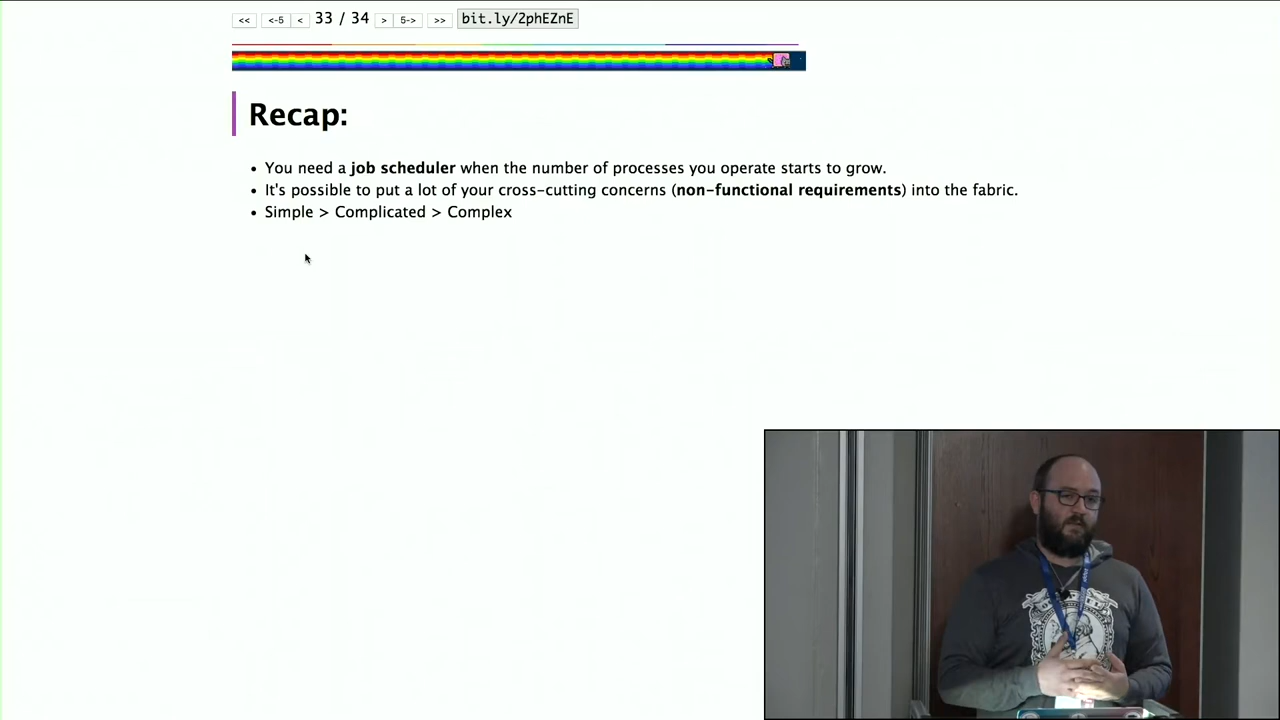 << <-5 < 33 / 34 > 5-> >> bit.ly/2phEZnE
Recap:
You need a job scheduler when the number of processes you operate starts to grow.
It's possible to put a lot of your cross-cutting concerns (non-functional requirements) into the fabric.
Simple > Complicated > Complex